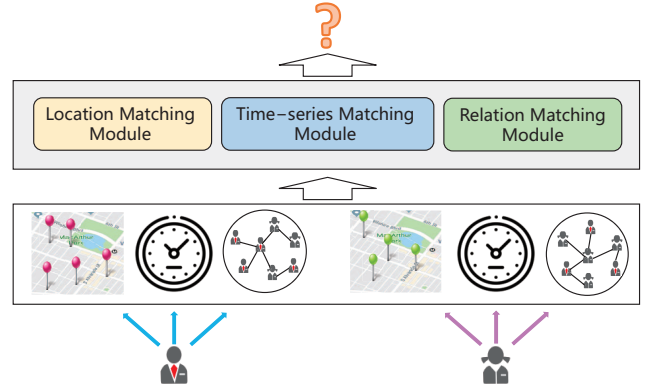 ?
Location Matching
Module
Time-series Matching
Module
Relation Matching
Module